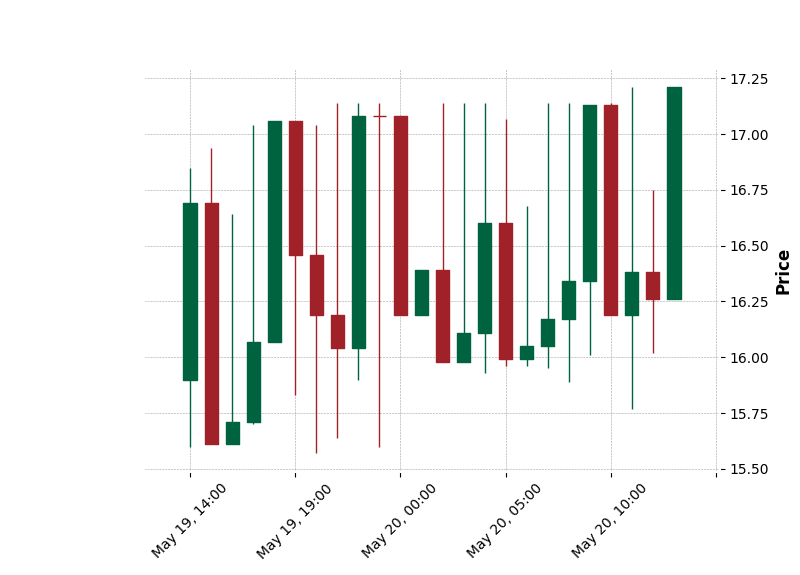 17.25
17.00
16.75
16.50
16.25
16.00
15.75
15.50
Price
May 19, 14:00
May 19, 19:00
May 20, 00:00
May 20, 05:00
May 20, 10:00